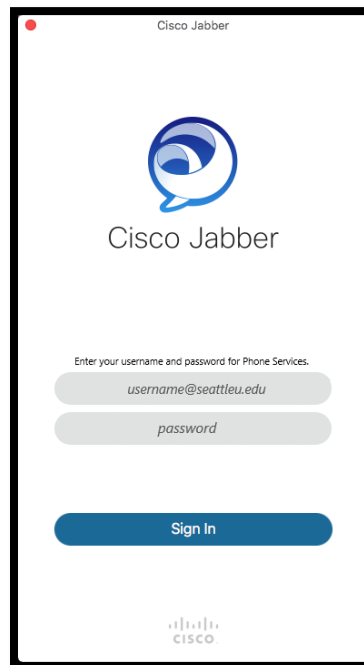 Cisco Jabber
Cisco Jabber
Enter your username and password for Phone Services.
username@seattleu.edu
password
Sign In
CISCO.